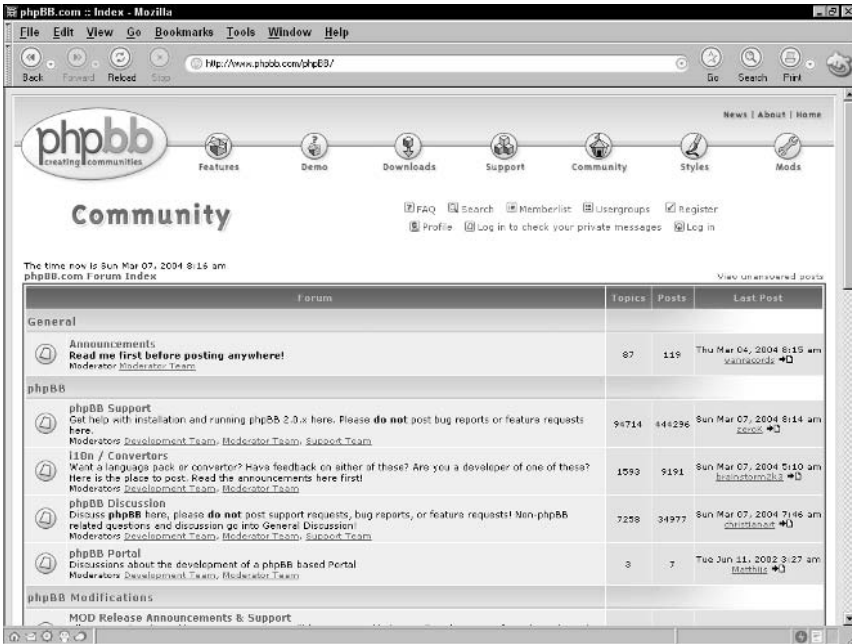 phpBB.com :: Index - Mozilla
File Edit View Go Bookmarks Tools Window Help
Back Forward Reload Stop
http://www.phpbb.com/phpBB/
Go Search Print
News | About | Home
phpbb
creating communities
Features Demo Downloads Support Community Styles Mods
Community
FAQ Search Memberlist Usergroups Register
Profile Log in to check your private messages Log in
The time now is Sun Mar 07, 2004 8:16 am
phpBB.com Forum Index
View unanswered posts
Forum Topics Posts Last Post
General
Announcements
Read me first before posting anywhere!
Moderator Moderator Team
87 119 Thu Mar 04, 2004 8:15 am
phpBB
phpBB Support
Get help with installation and running phpBB 2.0.x here. Please do not post bug reports or feature requests
here.
Moderators Development Team, Moderator Team, Support Team
94714 444296 Sun Mar 07, 2004 8:14 am
zeroK
i18n / Convertors
Want a language pack or convertor? Have feedback on either of these? Are you a developer of one of these?
Here is the place to post. Read the announcements here first!
Moderators Development Team, Moderator Team
1593 9191 Sun Mar 07, 2004 5:10 am
brainstorm2k3
phpBB Discussion
Discuss phpBB here, please do not post support requests, bug reports, or feature requests! Non-phpBB
related questions and discussion go into General Discussion!
Moderators Development Team, Moderator Team, Support Team
7258 34977 Sun Mar 07, 2004 7:46 am
phpBB Portal
Discussions about the development of a phpBB based Portal
Moderators Development Team, Moderator Team
3 7 Tue Jun 11, 2002 3:27 am
Matthijs
phpBB Modifications
MOD Release Announcements & Support